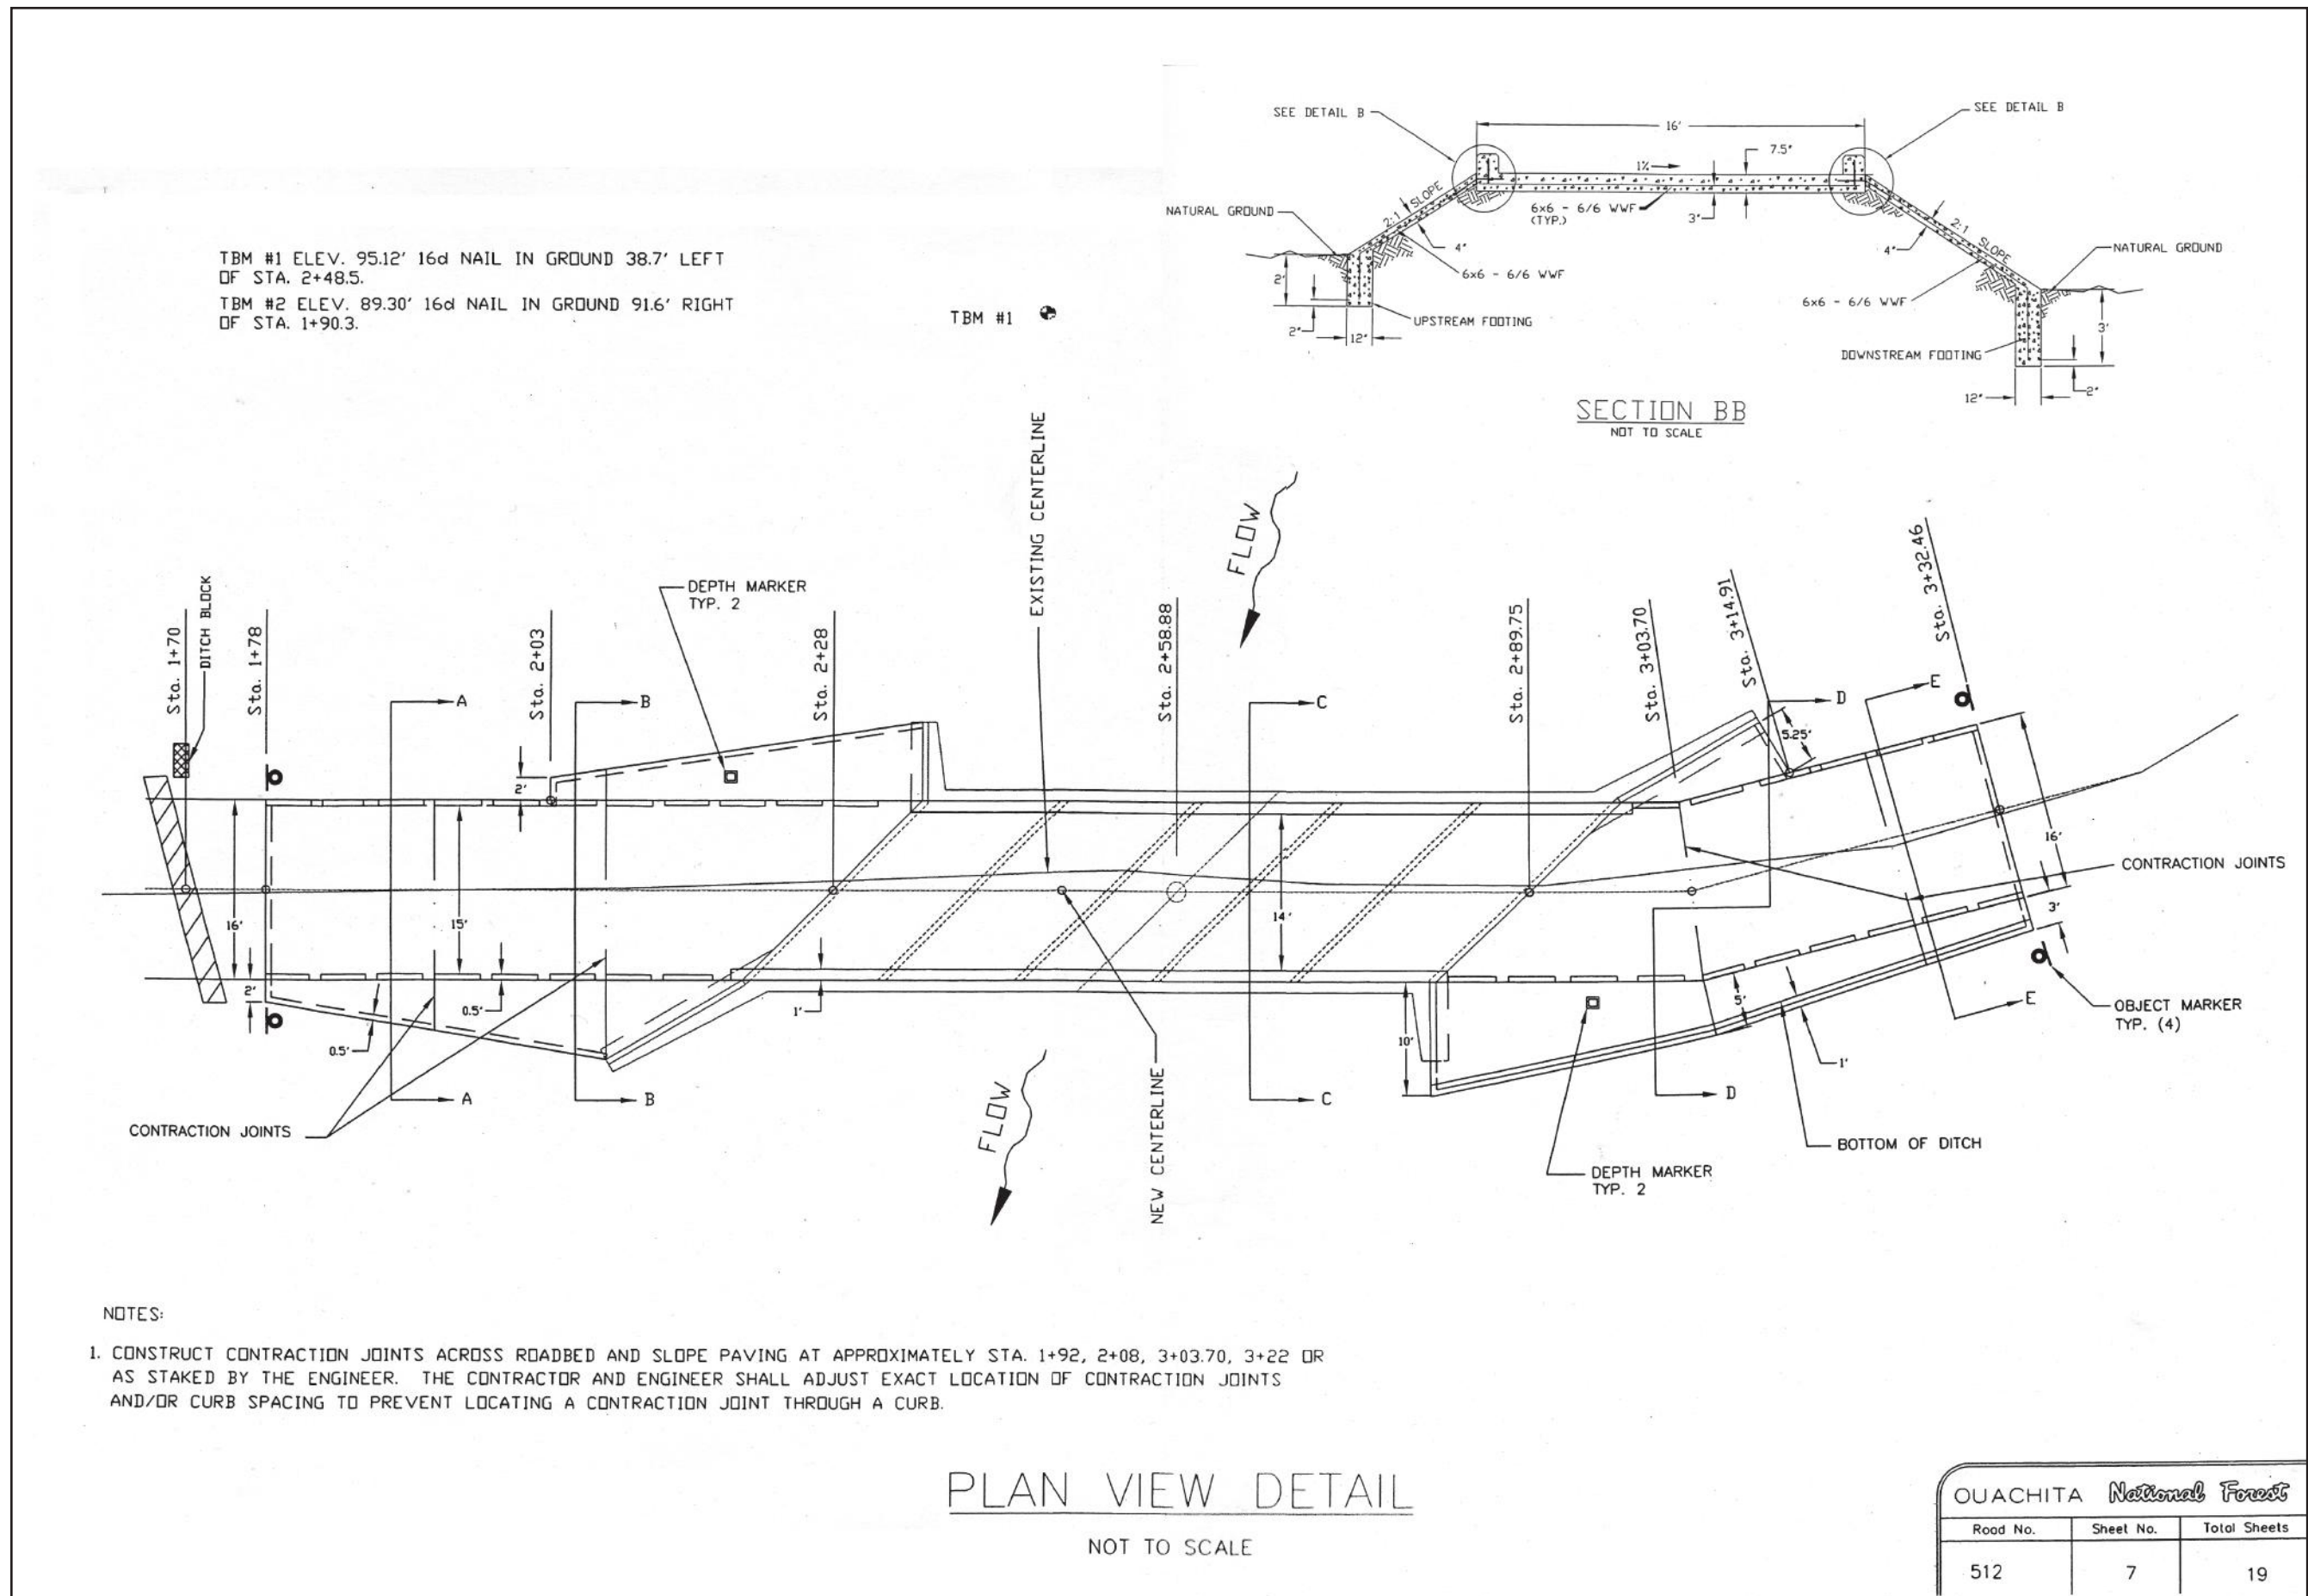 SEE DETAIL B
SEE DETAIL B
16'
1%
7.5"
2:1 SLOPE
NATURAL GROUND
6x6 - 6/6 WWF
(TYP.)
3"
4"
6x6 - 6/6 WWF
2'
2"
12"
UPSTREAM FOOTING
2:1 SLOPE
4"
NATURAL GROUND
6x6 - 6/6 WWF
3'
DOWNSTREAM FOOTING
12"
2"
SECTION BB
NOT TO SCALE
TBM #1 ELEV. 95.12' 16d NAIL IN GROUND 38.7' LEFT
OF STA. 2+48.5.
TBM #2 ELEV. 89.30' 16d NAIL IN GROUND 91.6' RIGHT
OF STA. 1+90.3.
TBM #1
EXISTING CENTERLINE
FLOW
Sta. 1+70
DITCH BLOCK
Sta. 1+78
Sta. 2+03
DEPTH MARKER
TYP. 2
Sta. 2+28
Sta. 2+58.88
Sta. 2+89.75
Sta. 3+03.70
Sta. 3+14.91
Sta. 3+32.46
A
B
C
D
E
2'
5.25'
16'
15'
14'
16'
CONTRACTION JOINTS
3'
2'
0.5'
0.5'
1'
10'
5'
1'
E
OBJECT MARKER
TYP. (4)
A
B
C
D
CONTRACTION JOINTS
FLOW
NEW CENTERLINE
BOTTOM OF DITCH
DEPTH MARKER
TYP. 2
NOTES:
1. CONSTRUCT CONTRACTION JOINTS ACROSS ROADBED AND SLOPE PAVING AT APPROXIMATELY STA. 1+92, 2+08, 3+03.70, 3+22 OR
AS STAKED BY THE ENGINEER. THE CONTRACTOR AND ENGINEER SHALL ADJUST EXACT LOCATION OF CONTRACTION JOINTS
AND/OR CURB SPACING TO PREVENT LOCATING A CONTRACTION JOINT THROUGH A CURB.
PLAN VIEW DETAIL
NOT TO SCALE
OUACHITA National Forest
Road No. Sheet No. Total Sheets
512 7 19